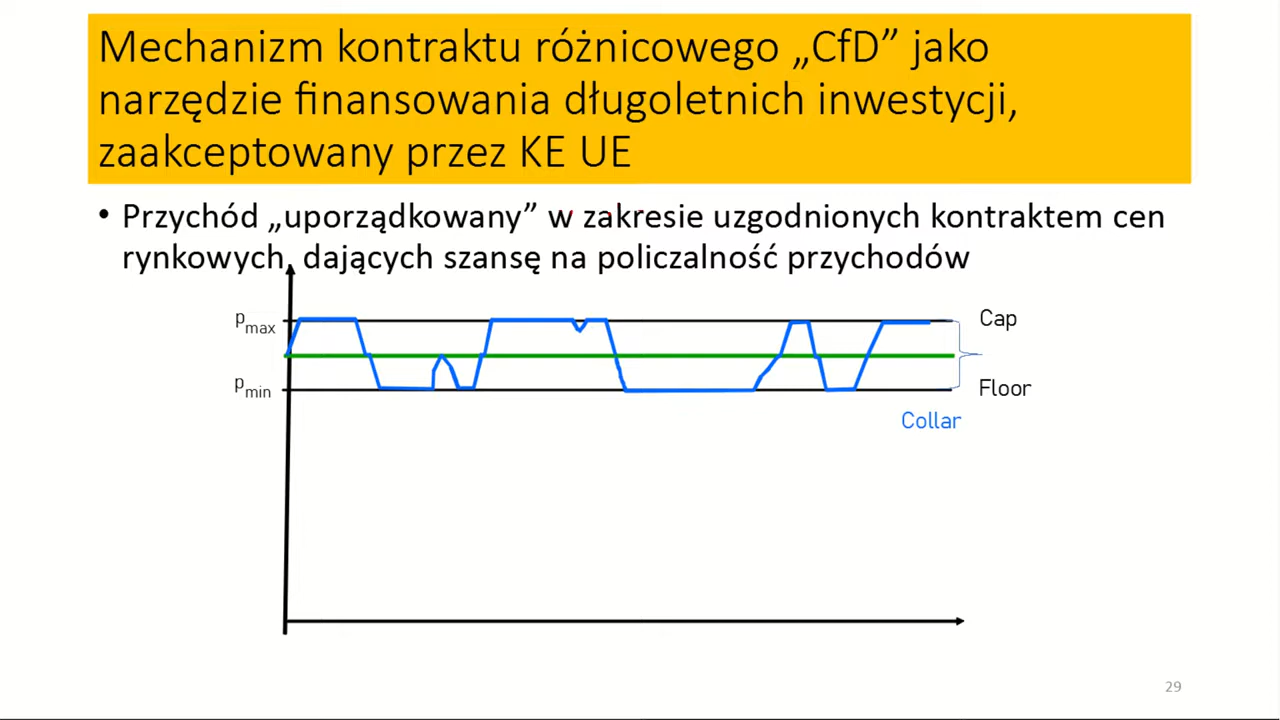 Mechanizm kontraktu różnicowego „CfD” jako
narzędzie finansowania długoletnich inwestycji,
zaakceptowany przez KE UE
• Przychód „uporządkowany” w zakresie uzgodnionych kontraktem cen
rynkowych, dających szansę na policzalność przychodów
pmax
Cap
pmin
Floor
Collar
29